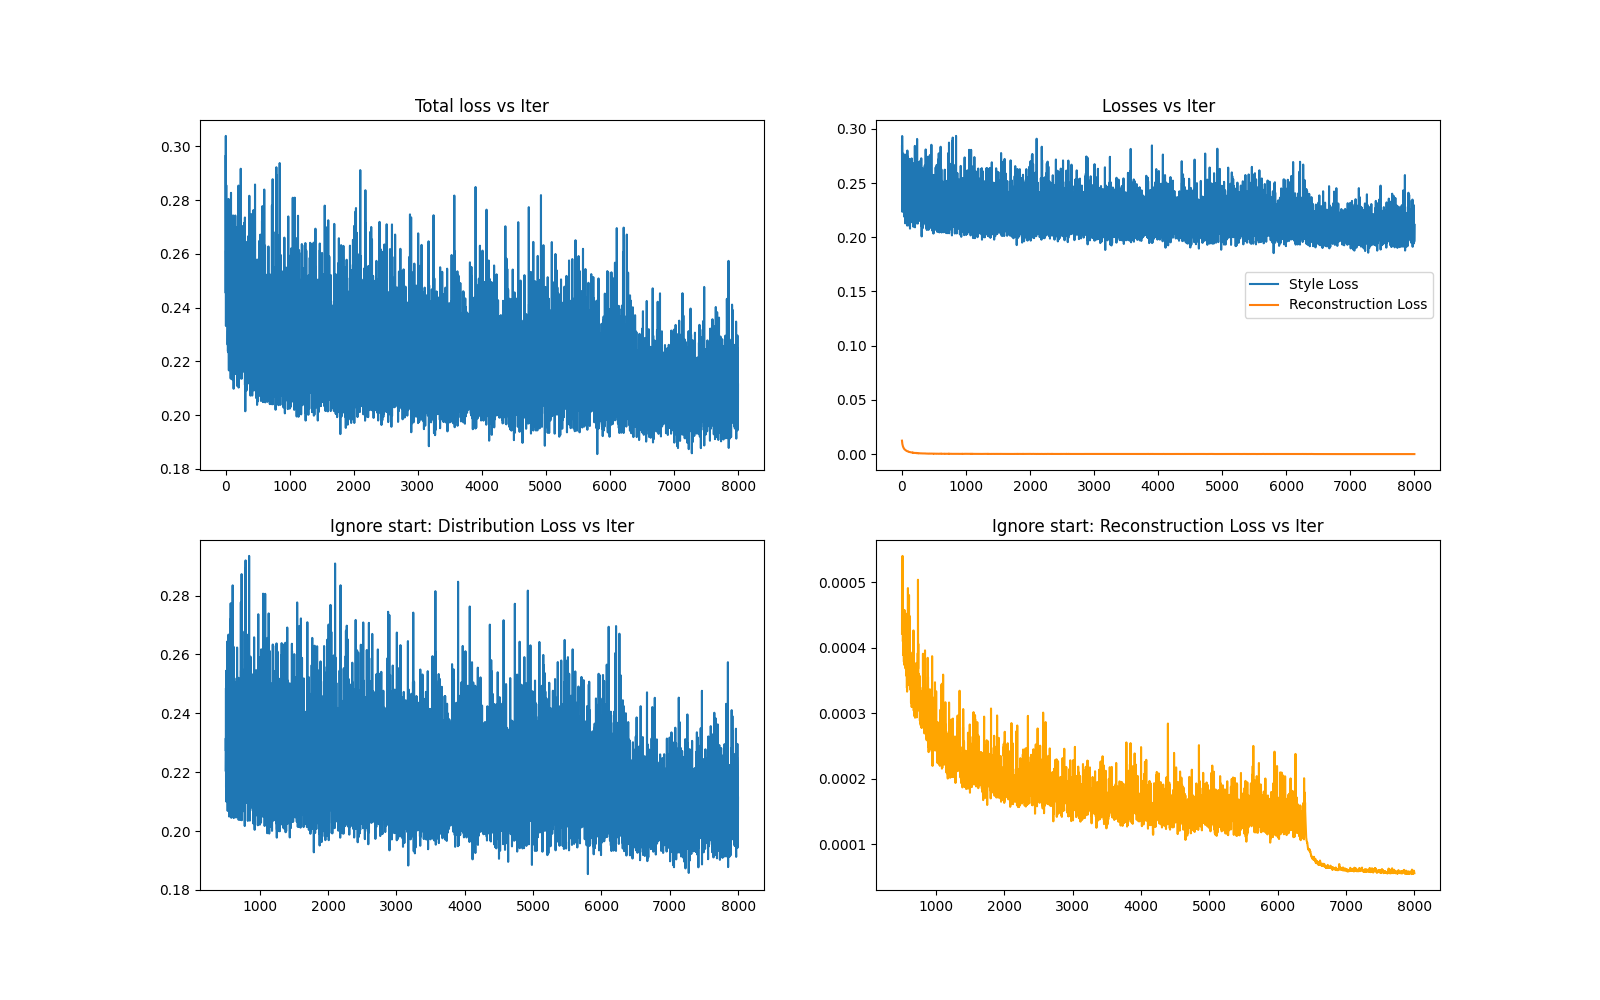 Total loss vs Iter
0.30
0.28
0.26
0.24
0.22
0.20
0.18
0 1000 2000 3000 4000 5000 6000 7000 8000
Losses vs Iter
0.30
0.25
0.20
0.15
0.10
0.05
0.00
Style Loss
Reconstruction Loss
0 1000 2000 3000 4000 5000 6000 7000 8000
Ignore start: Distribution Loss vs Iter
0.28
0.26
0.24
0.22
0.20
0.18
1000 2000 3000 4000 5000 6000 7000 8000
Ignore start: Reconstruction Loss vs Iter
0.0005
0.0004
0.0003
0.0002
0.0001
1000 2000 3000 4000 5000 6000 7000 8000